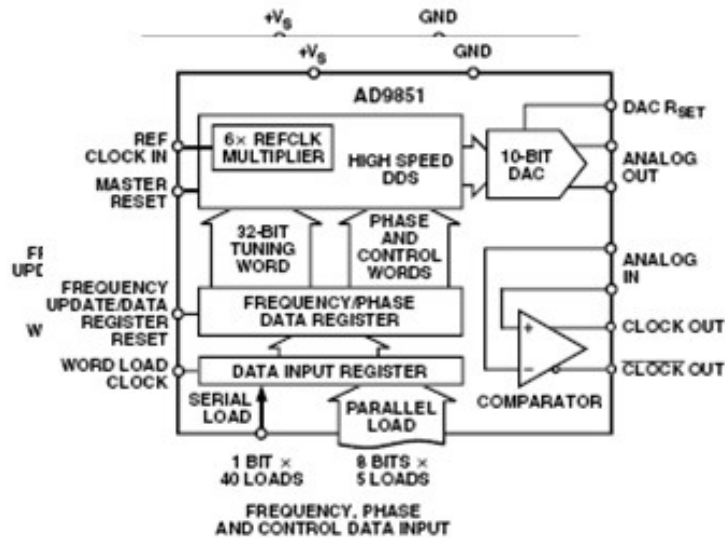 +VS
GND
+VS
GND
AD9851
REF
CLOCK IN
6× REFCLK
MULTIPLIER
HIGH SPEED
DDS
10-BIT
DAC
DAC RSET
ANALOG
OUT
MASTER
RESET
32-BIT
TUNING
WORD
PHASE
AND
CONTROL
WORDS
ANALOG
IN
FREQUENCY
UPDATE/DATA
REGISTER
RESET
FREQUENCY/PHASE
DATA REGISTER
+
−
CLOCK OUT
CLOCK OUT
WORD LOAD
CLOCK
DATA INPUT REGISTER
COMPARATOR
SERIAL
LOAD
PARALLEL
LOAD
1 BIT ×
40 LOADS
8 BITS ×
5 LOADS
FREQUENCY, PHASE
AND CONTROL DATA INPUT